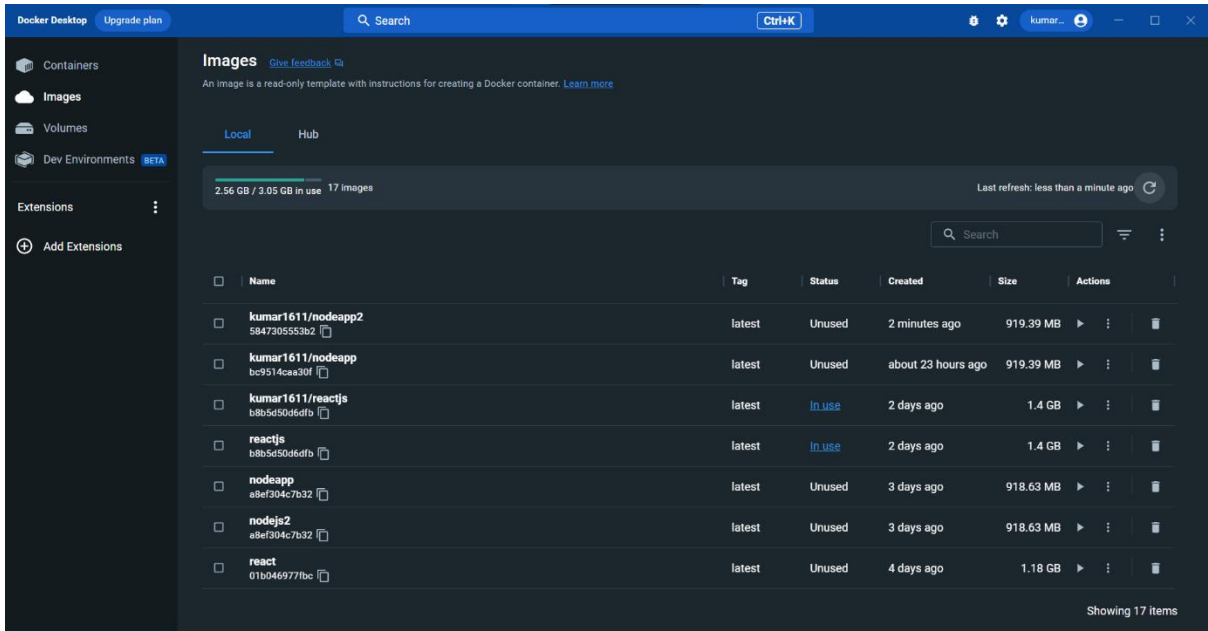 Docker Desktop Upgrade plan Search Ctrl+K kumar...
Containers
Images
Volumes
Dev Environments BETA
Extensions
Add Extensions
Images Give feedback
An image is a read-only template with instructions for creating a Docker container. Learn more
Local Hub
2.56 GB / 3.05 GB in use 17 images Last refresh: less than a minute ago
Search
Name Tag Status Created Size Actions
kumar1611/nodeapp2
5847305553b2
latest Unused 2 minutes ago 919.39 MB
kumar1611/nodeapp
bc9514caa30f
latest Unused about 23 hours ago 919.39 MB
kumar1611/reactjs
b8b5d50d6dfb
latest In use 2 days ago 1.4 GB
reactjs
b8b5d50d6dfb
latest In use 2 days ago 1.4 GB
nodeapp
a8ef304c7b32
latest Unused 3 days ago 918.63 MB
nodejs2
a8ef304c7b32
latest Unused 3 days ago 918.63 MB
react
01b046977fbc
latest Unused 4 days ago 1.18 GB
Showing 17 items